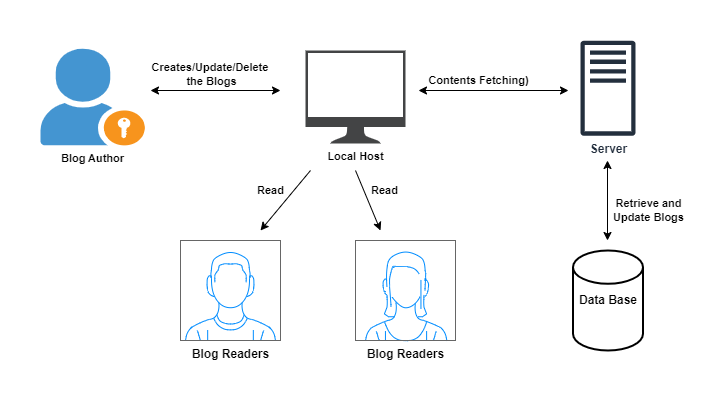 Creates/Update/Delete
the Blogs
Contents Fetching)
Blog Author
Local Host
Server
Read
Read
Retrieve and
Update Blogs
Data Base
Blog Readers
Blog Readers